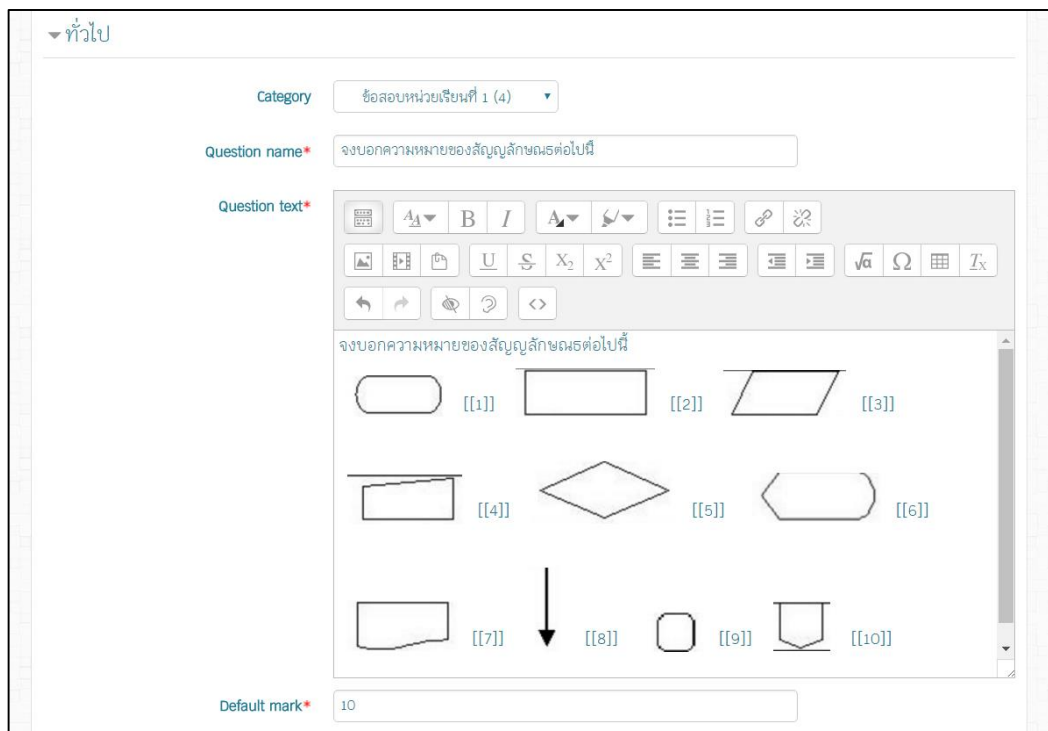 ทั่วไป
Category ข้อสอบหน่วยเรียนที่ 1 (4)
Question name* จงบอกความหมายของสัญญลักษณธต่อไปนี้
Question text*
จงบอกความหมายของสัญญลักษณธต่อไปนี้
[[1]] [[2]] [[3]]
[[4]] [[5]] [[6]]
[[7]] [[8]] [[9]] [[10]]
Default mark* 10